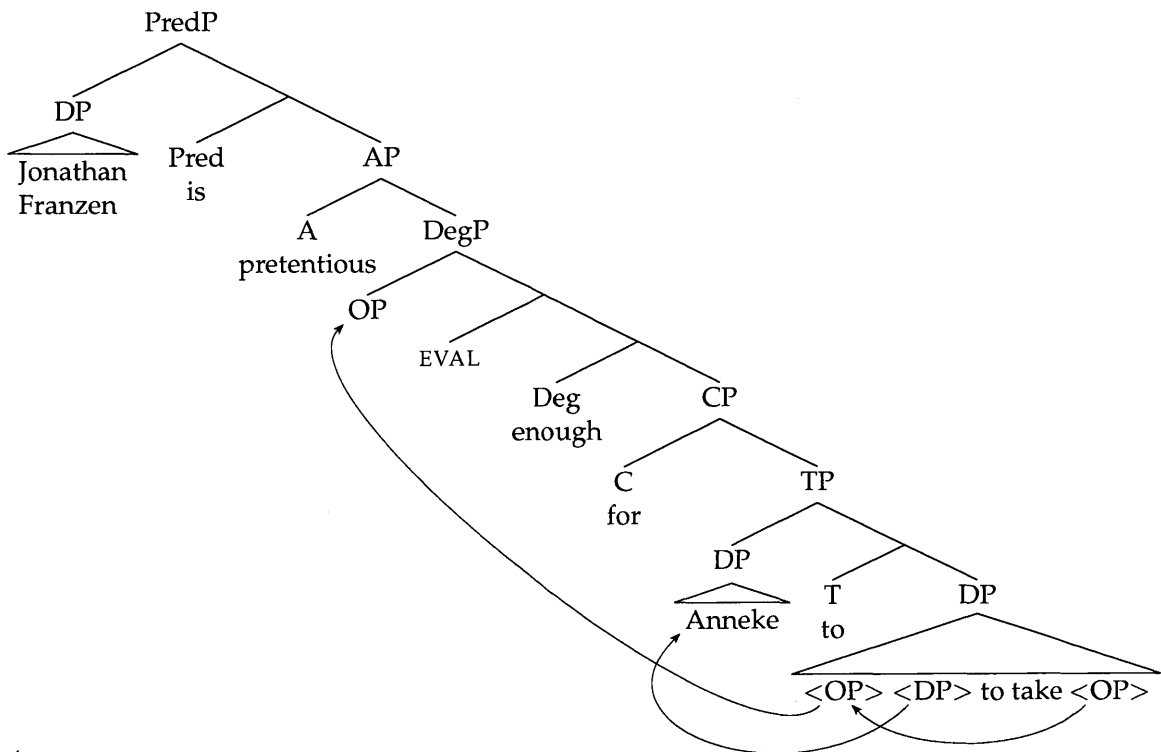 PredP
DP
Jonathan
Franzen
Pred
is
AP
A
pretentious
DegP
OP
EVAL
Deg
enough
CP
C
for
TP
DP
Anneke
T
to
DP
<OP> <DP> to take <OP>